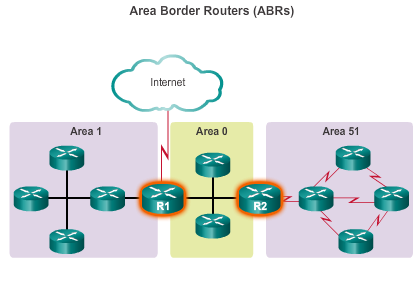 Area Border Routers (ABRs)
Internet
Area 1
Area 0
Area 51
R1
R2